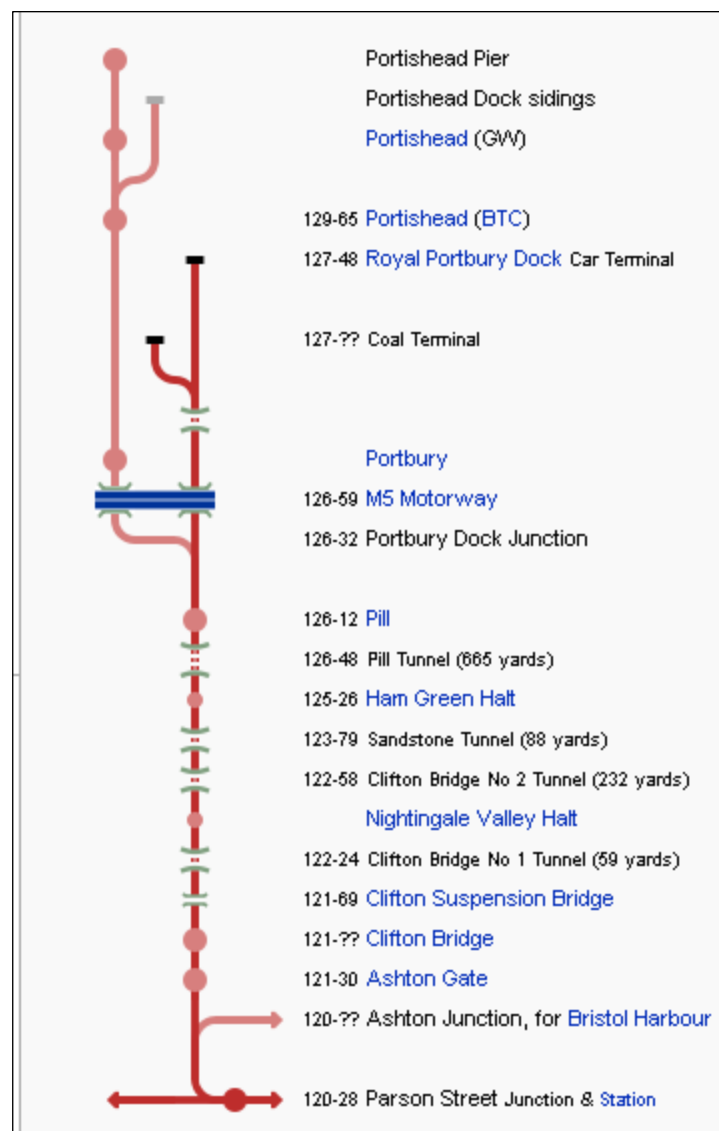 Portishead Pier
Portishead Dock sidings
Portishead (GW)
129-65 Portishead (BTC)
127-48 Royal Portbury Dock Car Terminal
127-?? Coal Terminal
Portbury
126-59 M5 Motorway
126-32 Portbury Dock Junction
126-12 Pill
126-48 Pill Tunnel (665 yards)
125-26 Ham Green Halt
123-79 Sandstone Tunnel (88 yards)
122-58 Clifton Bridge No 2 Tunnel (232 yards)
Nightingale Valley Halt
122-24 Clifton Bridge No 1 Tunnel (59 yards)
121-69 Clifton Suspension Bridge
121-?? Clifton Bridge
121-30 Ashton Gate
120-?? Ashton Junction, for Bristol Harbour
120-28 Parson Street Junction & Station